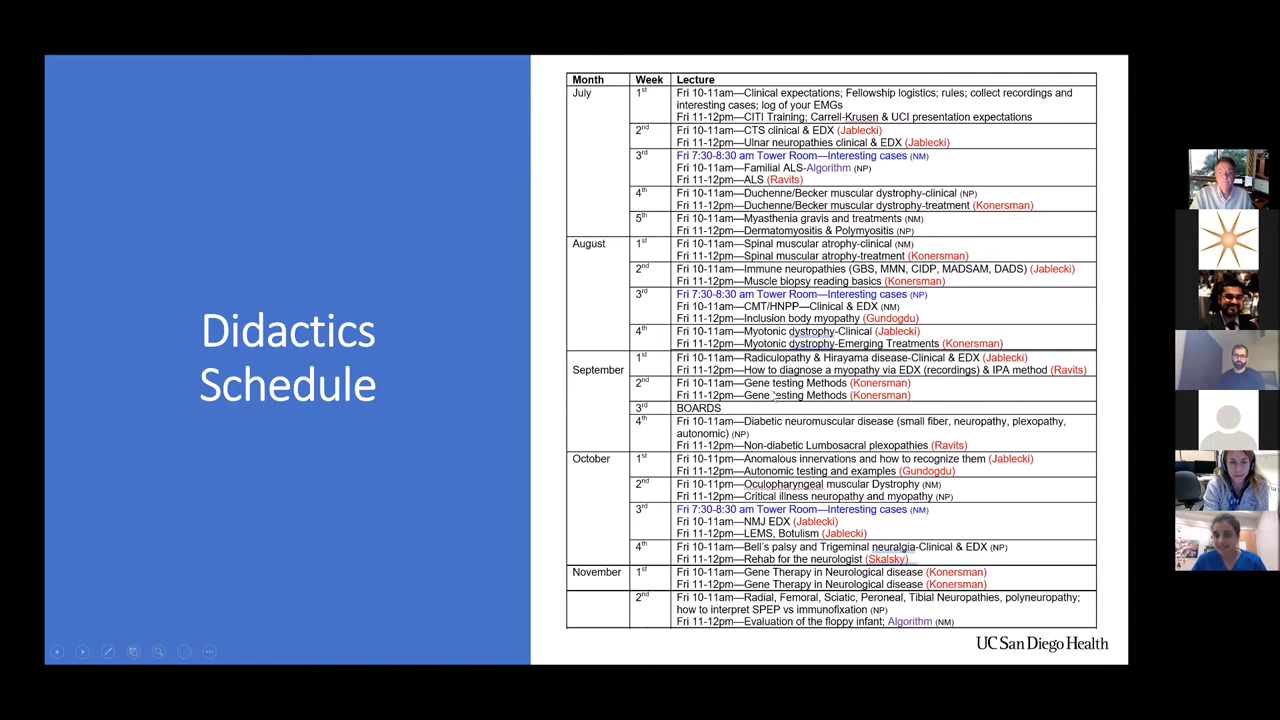 Didactics
Schedule
Month Week Lecture
July 1st Fri 10-11am—Clinical expectations; Fellowship logistics; rules; collect recordings and
interesting cases; log of your EMGs
Fri 11-12pm—CITI Training; Carrell-Krusen & UCI presentation expectations
2nd Fri 10-11am—CTS clinical & EDX (Jablecki)
Fri 11-12pm—Ulnar neuropathies clinical & EDX (Jablecki)
3rd Fri 7:30-8:30 am Tower Room—Interesting cases (NM)
Fri 10-11am—Familial ALS-Algorithm (NP)
Fri 11-12pm—ALS (Ravits)
4th Fri 10-11am—Duchenne/Becker muscular dystrophy-clinical (NP)
Fri 11-12pm—Duchenne/Becker muscular dystrophy-treatment (Konersman)
5th Fri 10-11am—Myasthenia gravis and treatments (NM)
Fri 11-12pm—Dermatomyositis & Polymyositis (NP)
August 1st Fri 10-11am—Spinal muscular atrophy-clinical (NM)
Fri 11-12pm—Spinal muscular atrophy-treatment (Konersman)
2nd Fri 10-11am—Immune neuropathies (GBS, MMN, CIDP, MADSAM, DADS) (Jablecki)
Fri 11-12pm—Muscle biopsy reading basics (Konersman)
3rd Fri 7:30-8:30 am Tower Room—Interesting cases (NP)
Fri 10-11am—CMT/HNPP—Clinical & EDX (NM)
Fri 11-12pm—Inclusion body myopathy (Gundogdu)
4th Fri 10-11am—Myotonic dystrophy-Clinical (Jablecki)
Fri 11-12pm—Myotonic dystrophy-Emerging Treatments (Konersman)
September 1st Fri 10-11am—Radiculopathy & Hirayama disease-Clinical & EDX (Jablecki)
Fri 11-12pm—How to diagnose a myopathy via EDX (recordings) & IPA method (Ravits)
2nd Fri 10-11am—Gene testing Methods (Konersman)
Fri 11-12pm—Gene testing Methods (Konersman)
3rd BOARDS
4th Fri 10-11am—Diabetic neuromuscular disease (small fiber, neuropathy, plexopathy,
autonomic) (NP)
Fri 11-12pm—Non-diabetic Lumbosacral plexopathies (Ravits)
October 1st Fri 10-11pm—Anomalous innervations and how to recognize them (Jablecki)
Fri 11-12pm—Autonomic testing and examples (Gundogdu)
2nd Fri 10-11am—Oculopharyngeal muscular Dystrophy (NM)
Fri 11-12pm—Critical illness neuropathy and myopathy (NP)
3rd Fri 7:30-8:30 am Tower Room—Interesting cases (NM)
Fri 10-11am—NMJ EDX (Jablecki)
Fri 11-12pm—LEMS, Botulism (Jablecki)
4th Fri 10-11am—Bell's palsy and Trigeminal neuralgia-Clinical & EDX (NP)
Fri 11-12pm—Rehab for the neurologist (Skalsky)
November 1st Fri 10-11am—Gene Therapy in Neurological disease (Konersman)
Fri 11-12pm—Gene Therapy in Neurological disease (Konersman)
2nd Fri 10-11am—Radial, Femoral, Sciatic, Peroneal, Tibial Neuropathies, polyneuropathy;
how to interpret SPEP vs immunofixation (NP)
Fri 11-12pm—Evaluation of the floppy infant; Algorithm (NM)
UC San Diego Health